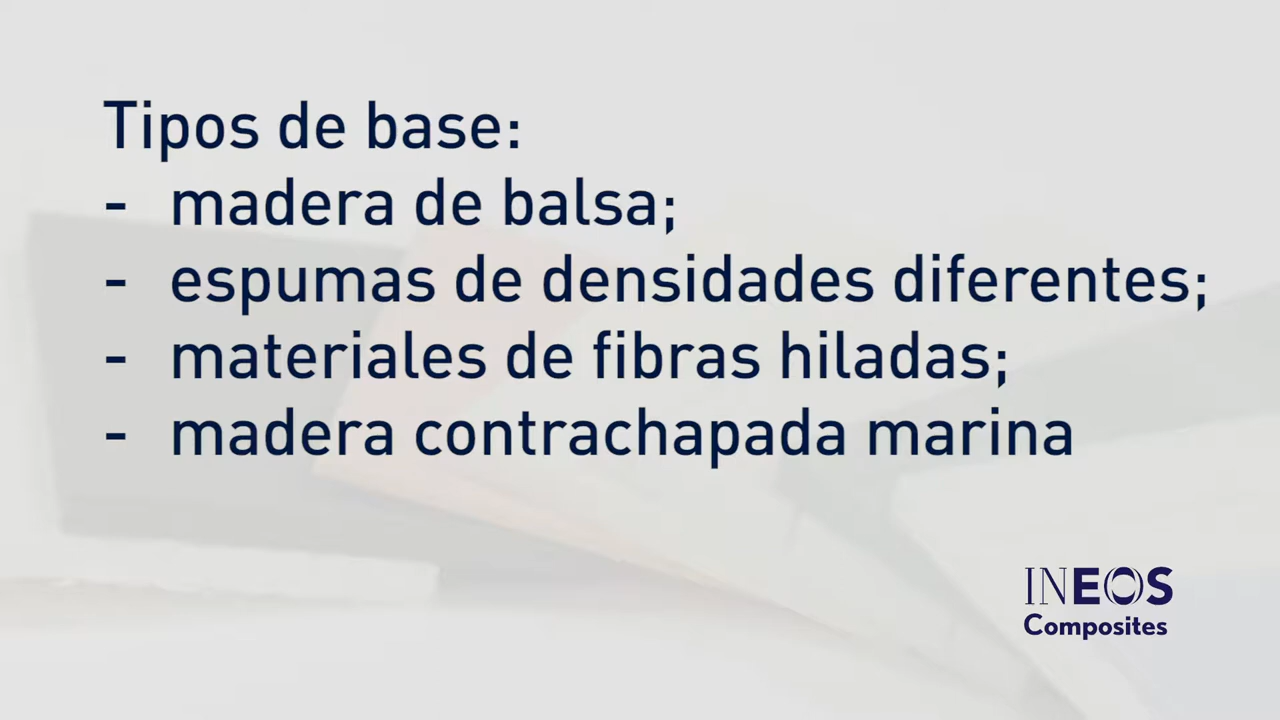 Tipos de base:
- madera de balsa;
- espumas de densidades diferentes;
- materiales de fibras hiladas;
- madera contrachapada marina
INEOS
Composites